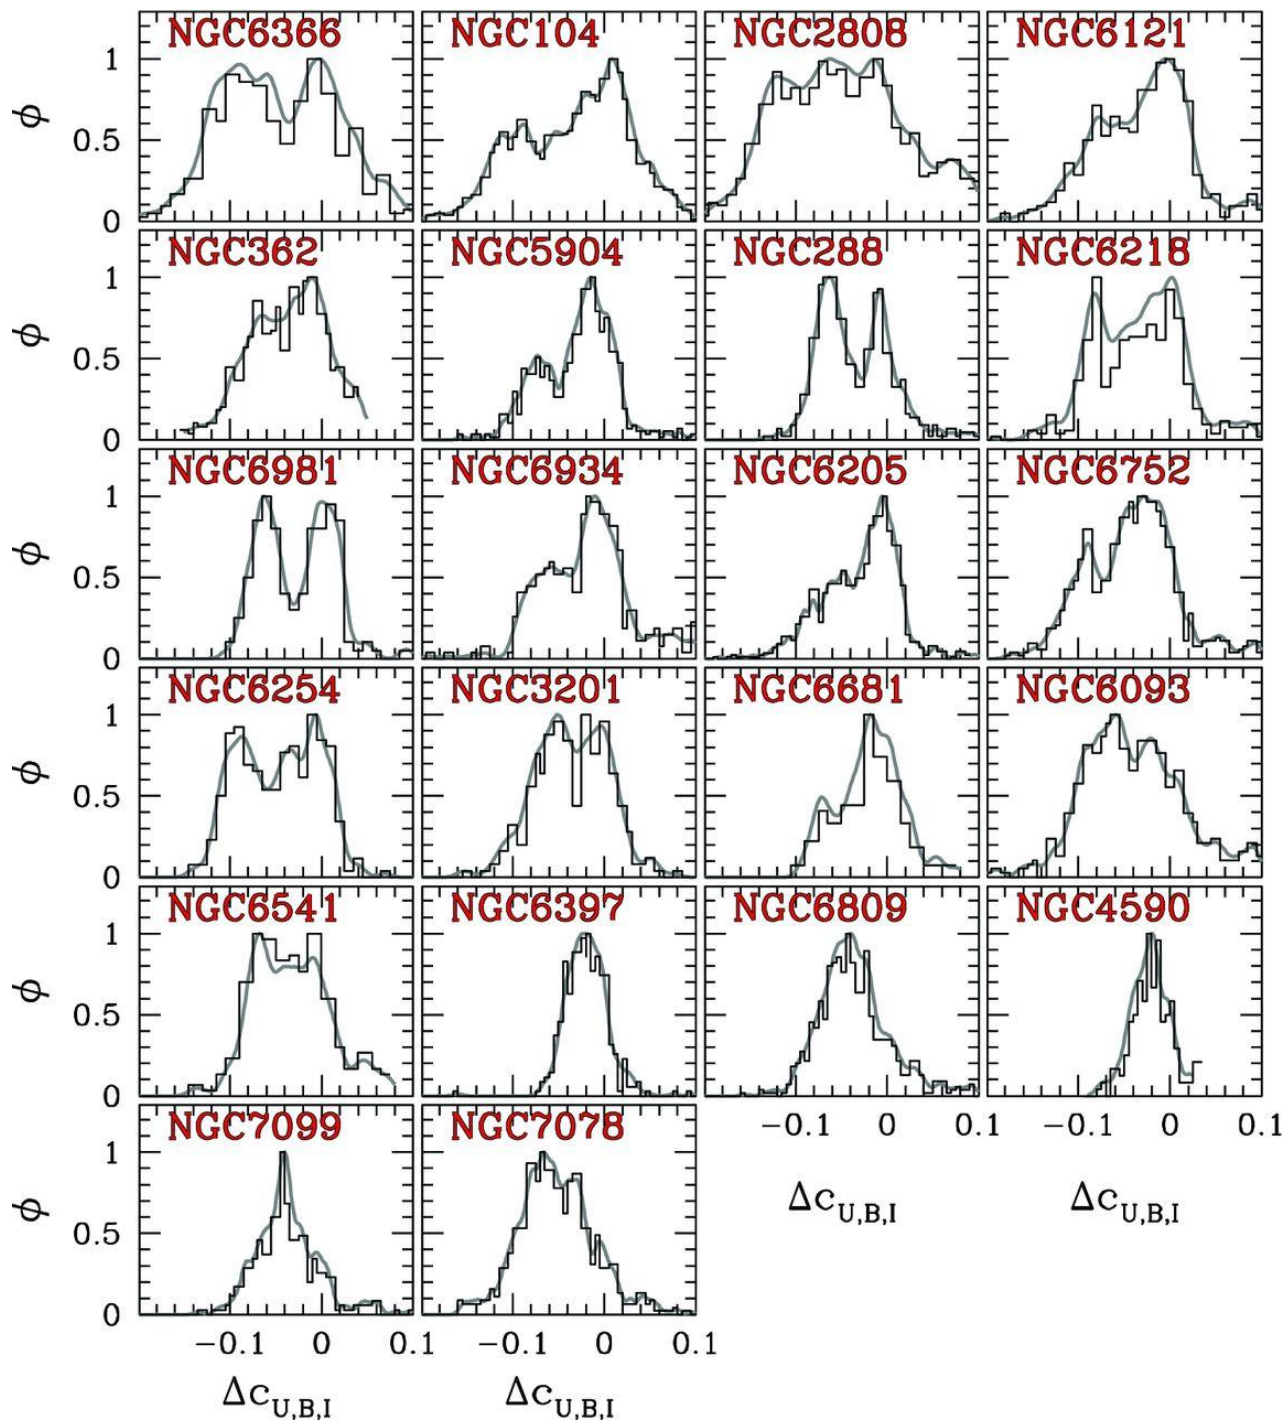 NGC6366 NGC104 NGC2808 NGC6121
1
ϕ
0.5
0
NGC362 NGC5904 NGC288 NGC6218
1
ϕ
0.5
0
NGC6981 NGC6934 NGC6205 NGC6752
1
ϕ
0.5
0
NGC6254 NGC3201 NGC6681 NGC6093
1
ϕ
0.5
0
NGC6541 NGC6397 NGC6809 NGC4590
1
ϕ
0.5
0
−0.1 0 −0.1 0 0.1
NGC7099 NGC7078
1
Δc_U,B,I Δc_U,B,I
ϕ
0.5
0
−0.1 0 0.1 −0.1 0 0.1
Δc_U,B,I Δc_U,B,I